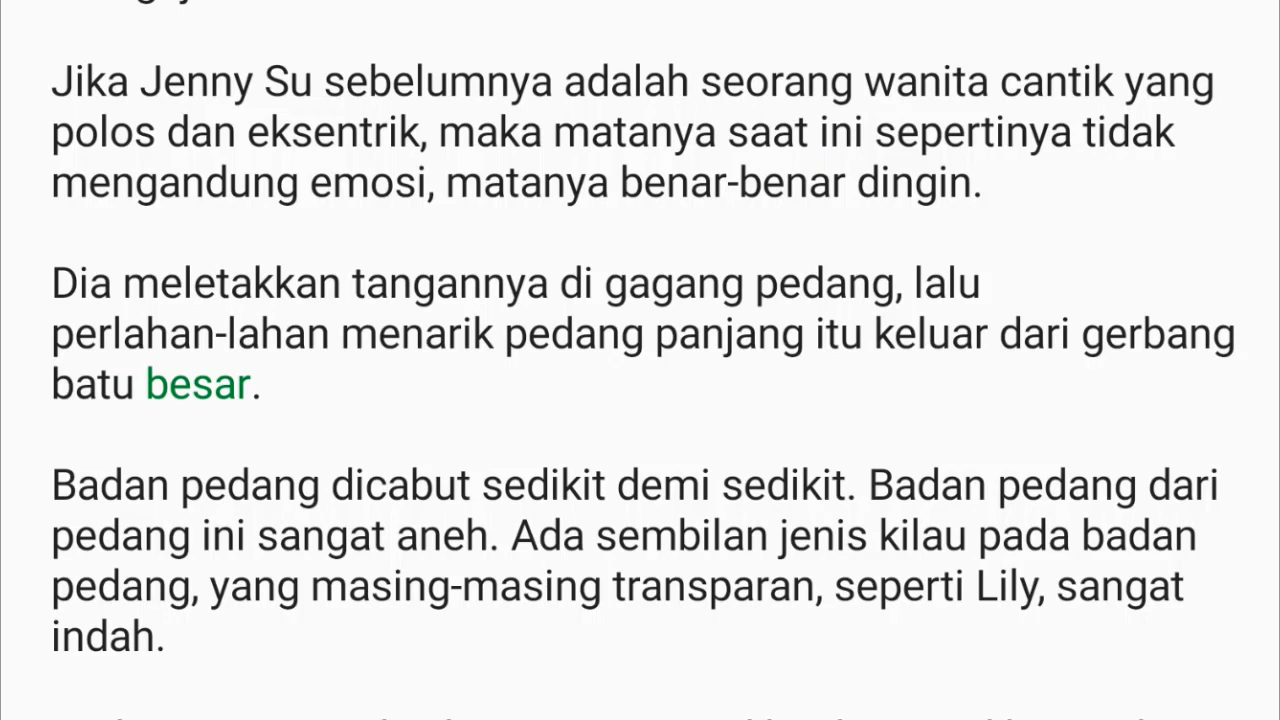 Jika Jenny Su sebelumnya adalah seorang wanita cantik yang
polos dan eksentrik, maka matanya saat ini sepertinya tidak
mengandung emosi, matanya benar-benar dingin.
Dia meletakkan tangannya di gagang pedang, lalu
perlahan-lahan menarik pedang panjang itu keluar dari gerbang
batu besar.
Badan pedang dicabut sedikit demi sedikit. Badan pedang dari
pedang ini sangat aneh. Ada sembilan jenis kilau pada badan
pedang, yang masing-masing transparan, seperti Lily, sangat
indah.